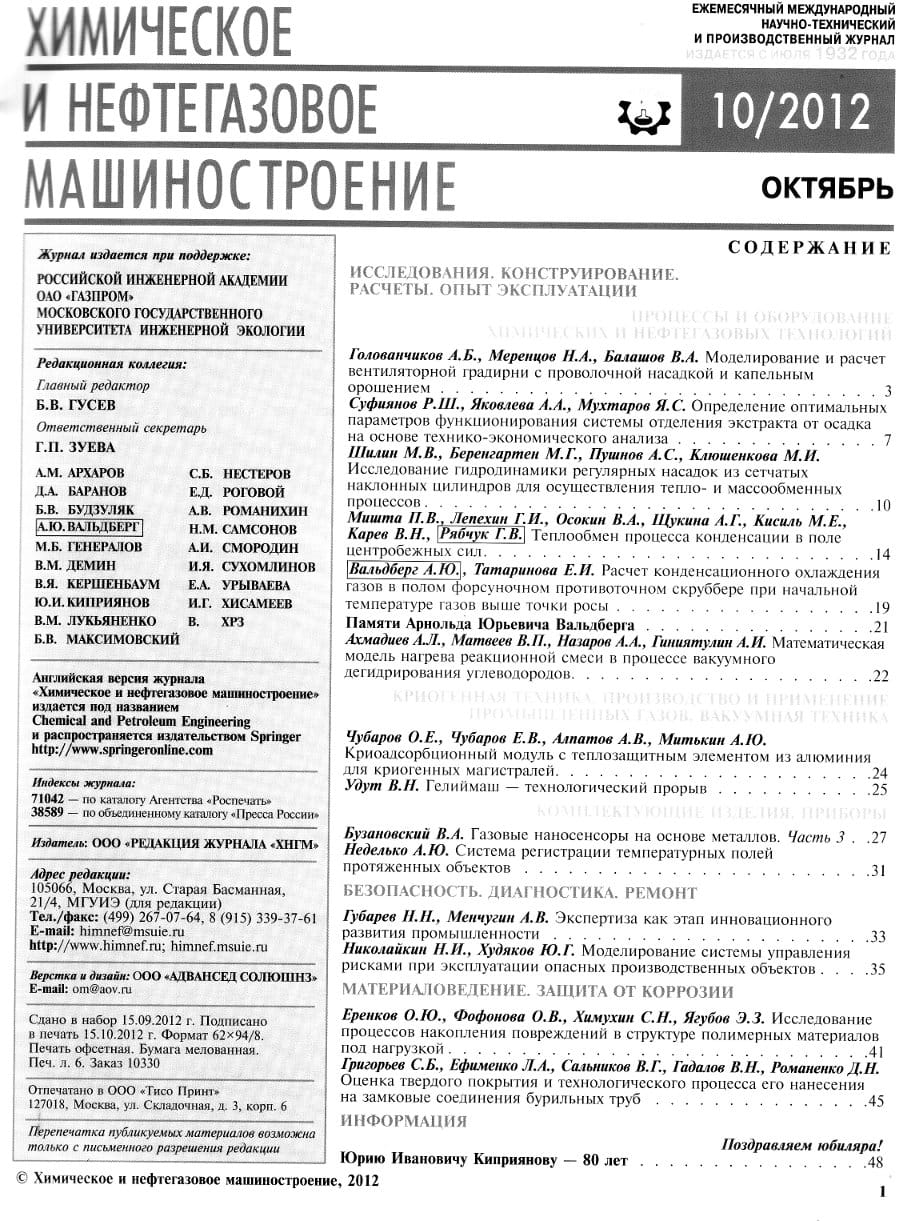 ХИМИЧЕСКОЕ
И НЕФТЕГАЗОВОЕ
МАШИНОСТРОЕНИЕ
ЕЖЕМЕСЯЧНЫЙ МЕЖДУНАРОДНЫЙ
НАУЧНО-ТЕХНИЧЕСКИЙ
И ПРОИЗВОДСТВЕННЫЙ ЖУРНАЛ
ИЗДАЕТСЯ С ИЮЛЯ 1932 ГОДА
10/2012
ОКТЯБРЬ
Журнал издается при поддержке:
РОССИЙСКОЙ ИНЖЕНЕРНОЙ АКАДЕМИИ
ОАО «ГАЗПРОМ»
МОСКОВСКОГО ГОСУДАРСТВЕННОГО
УНИВЕРСИТЕТА ИНЖЕНЕРНОЙ ЭКОЛОГИИ
Редакционная коллегия:
Главный редактор
Б.В. ГУСЕВ
Ответственный секретарь
Г.П. ЗУЕВА
А.М. АРХАРОВ
Д.А. БАРАНОВ
Б.В. БУДЗУЛЯК
А.Ю. ВАЛЬДБЕРГ
М.Б. ГЕНЕРАЛОВ
В.М. ДЕМИН
В.Я. КЕРШЕНБАУМ
Ю.И. КИПРИЯНОВ
В.М. ЛУКЬЯНЕНКО
Б.В. МАКСИМОВСКИЙ
С.Б. НЕСТЕРОВ
Е.Д. РОГОВОЙ
А.В. РОМАНИХИН
Н.М. САМСОНОВ
А.И. СМОРОДИН
И.Я. СУХОМЛИНОВ
Е.А. УРЫВАЕВА
И.Г. ХИСАМЕЕВ
В. ХРЗ
Английская версия журнала
«Химическое и нефтегазовое машиностроение»
издается под названием
Chemical and Petroleum Engineering
и распространяется издательством Springer
http://www.springeronline.com
Индексы журнала:
71042 — по каталогу Агентства «Роспечать»
38589 — по объединенному каталогу «Пресса России»
Издатель: ООО «РЕДАКЦИЯ ЖУРНАЛА «ХНГМ»
Адрес редакции:
105066, Москва, ул. Старая Басманная,
21/4, МГУИЭ (для редакции)
Тел./факс: (499) 267-07-64, 8 (915) 339-37-61
E-mail: himnef@msuie.ru
http://www.himnef.ru; himnef.msuie.ru
Верстка и дизайн: ООО «АДВАНСЕД СОЛЮШНЗ»
E-mail: om@aov.ru
Сдано в набор 15.09.2012 г. Подписано
в печать 15.10.2012 г. Формат 62×94/8.
Печать офсетная. Бумага мелованная.
Печ. л. 6. Заказ 10330
Отпечатано в ООО «Тисо Принт»
127018, Москва, ул. Складочная, д. 3, корп. 6
Перепечатка публикуемых материалов возможна
только с письменного разрешения редакции
© Химическое и нефтегазовое машиностроение, 2012
СОДЕРЖАНИЕ
ИССЛЕДОВАНИЯ. КОНСТРУИРОВАНИЕ.
РАСЧЕТЫ. ОПЫТ ЭКСПЛУАТАЦИИ
ПРОЦЕССЫ И ОБОРУДОВАНИЕ
ХИМИЧЕСКИХ И НЕФТЕГАЗОВЫХ ТЕХНОЛОГИЙ
Голованчиков А.Б., Меренцов Н.А., Балашов В.А. Моделирование и расчет
вентиляторной градирни с проволочной насадкой и капельным
орошением . . . . . . . . . . 3
Суфиянов Р.Ш., Яковлева А.А., Мухтаров Я.С. Определение оптимальных
параметров функционирования системы отделения экстракта от осадка
на основе технико-экономического анализа . . . . . . . . . . 7
Шилин М.В., Беренгартен М.Г., Пушнов А.С., Клюшенкова М.И.
Исследование гидродинамики регулярных насадок из сетчатых
наклонных цилиндров для осуществления тепло- и массообменных
процессов . . . . . . . . . . 10
Мишта П.В., Лепехин Г.И., Осокин В.А., Щукина А.Г., Кисиль М.Е.,
Карев В.Н., Рябчук Г.В. Теплообмен процесса конденсации в поле
центробежных сил . . . . . . . . . . 14
Вальдберг А.Ю., Татаринова Е.И. Расчет конденсационного охлаждения
газов в полом форсуночном противоточном скруббере при начальной
температуре газов выше точки росы . . . . . . . . . . 19
Памяти Арнольда Юрьевича Вальдберга . . . . . . . . . . 21
Ахмадиев А.Л., Матвеев В.П., Назаров А.А., Гиниятулин А.И. Математическая
модель нагрева реакционной смеси в процессе вакуумного
дегидрирования углеводородов . . . . . . . . . . 22
КРИОГЕННАЯ ТЕХНИКА. ПРОИЗВОДСТВО И ПРИМЕНЕНИЕ
ПРОМЫШЛЕННЫХ ГАЗОВ. ВАКУУМНАЯ ТЕХНИКА
Чубаров О.Е., Чубаров Е.В., Алпатов А.В., Митькин А.Ю.
Криоадсорбционный модуль с теплозащитным элементом из алюминия
для криогенных магистралей . . . . . . . . . . 24
Удут В.Н. Гелиймаш — технологический прорыв . . . . . . . . . . 25
КОМПЛЕКТУЮЩИЕ ИЗДЕЛИЯ. ПРИБОРЫ
Бузановский В.А. Газовые наносенсоры на основе металлов. Часть 3 . . 27
Неделько А.Ю. Система регистрации температурных полей
протяженных объектов . . . . . . . . . . 31
БЕЗОПАСНОСТЬ. ДИАГНОСТИКА. РЕМОНТ
Губарев Н.Н., Менчугин А.В. Экспертиза как этап инновационного
развития промышленности . . . . . . . . . . 33
Николайкин Н.И., Худяков Ю.Г. Моделирование системы управления
рисками при эксплуатации опасных производственных объектов . . . . 35
МАТЕРИАЛОВЕДЕНИЕ. ЗАЩИТА ОТ КОРРОЗИИ
Еренков О.Ю., Фофонова О.В., Химухин С.Н., Ягубов Э.З. Исследование
процессов накопления повреждений в структуре полимерных материалов
под нагрузкой . . . . . . . . . . 41
Григорьев С.Б., Ефименко Л.А., Сальников В.Г., Гадалов В.Н., Романенко Д.Н.
Оценка твердого покрытия и технологического процесса его нанесения
на замковые соединения бурильных труб . . . . . . . . . . 45
ИНФОРМАЦИЯ
Поздравляем юбиляра!
Юрию Ивановичу Киприянову — 80 лет . . . . . . . . . . 48
1